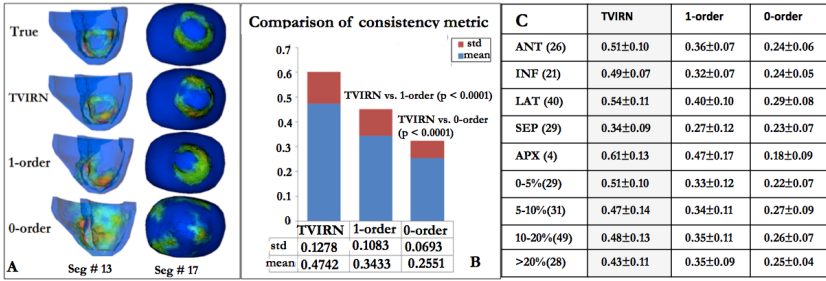 True
TVIRN
1-order
0-order
A
Seg # 13
Seg # 17
Comparison of consistency metric
std
mean
0.7
0.6
0.5
0.4
0.3
0.2
0.1
0
TVIRN vs. 1-order (p < 0.0001)
TVIRN vs. 0-order
(p < 0.0001)
TVIRN 1-order 0-order
std 0.1278 0.1083 0.0693
mean 0.4742 0.3433 0.2551
B
C TVIRN 1-order 0-order
ANT (26) 0.51±0.10 0.36±0.07 0.24±0.06
INF (21) 0.49±0.07 0.32±0.07 0.24±0.05
LAT (40) 0.54±0.11 0.40±0.10 0.29±0.08
SEP (29) 0.34±0.09 0.27±0.12 0.23±0.07
APX (4) 0.61±0.13 0.47±0.17 0.18±0.09
0-5%(29) 0.51±0.10 0.33±0.12 0.22±0.07
5-10%(31) 0.47±0.14 0.34±0.11 0.27±0.09
10-20%(49) 0.48±0.13 0.35±0.11 0.26±0.07
>20%(28) 0.43±0.11 0.35±0.09 0.25±0.04